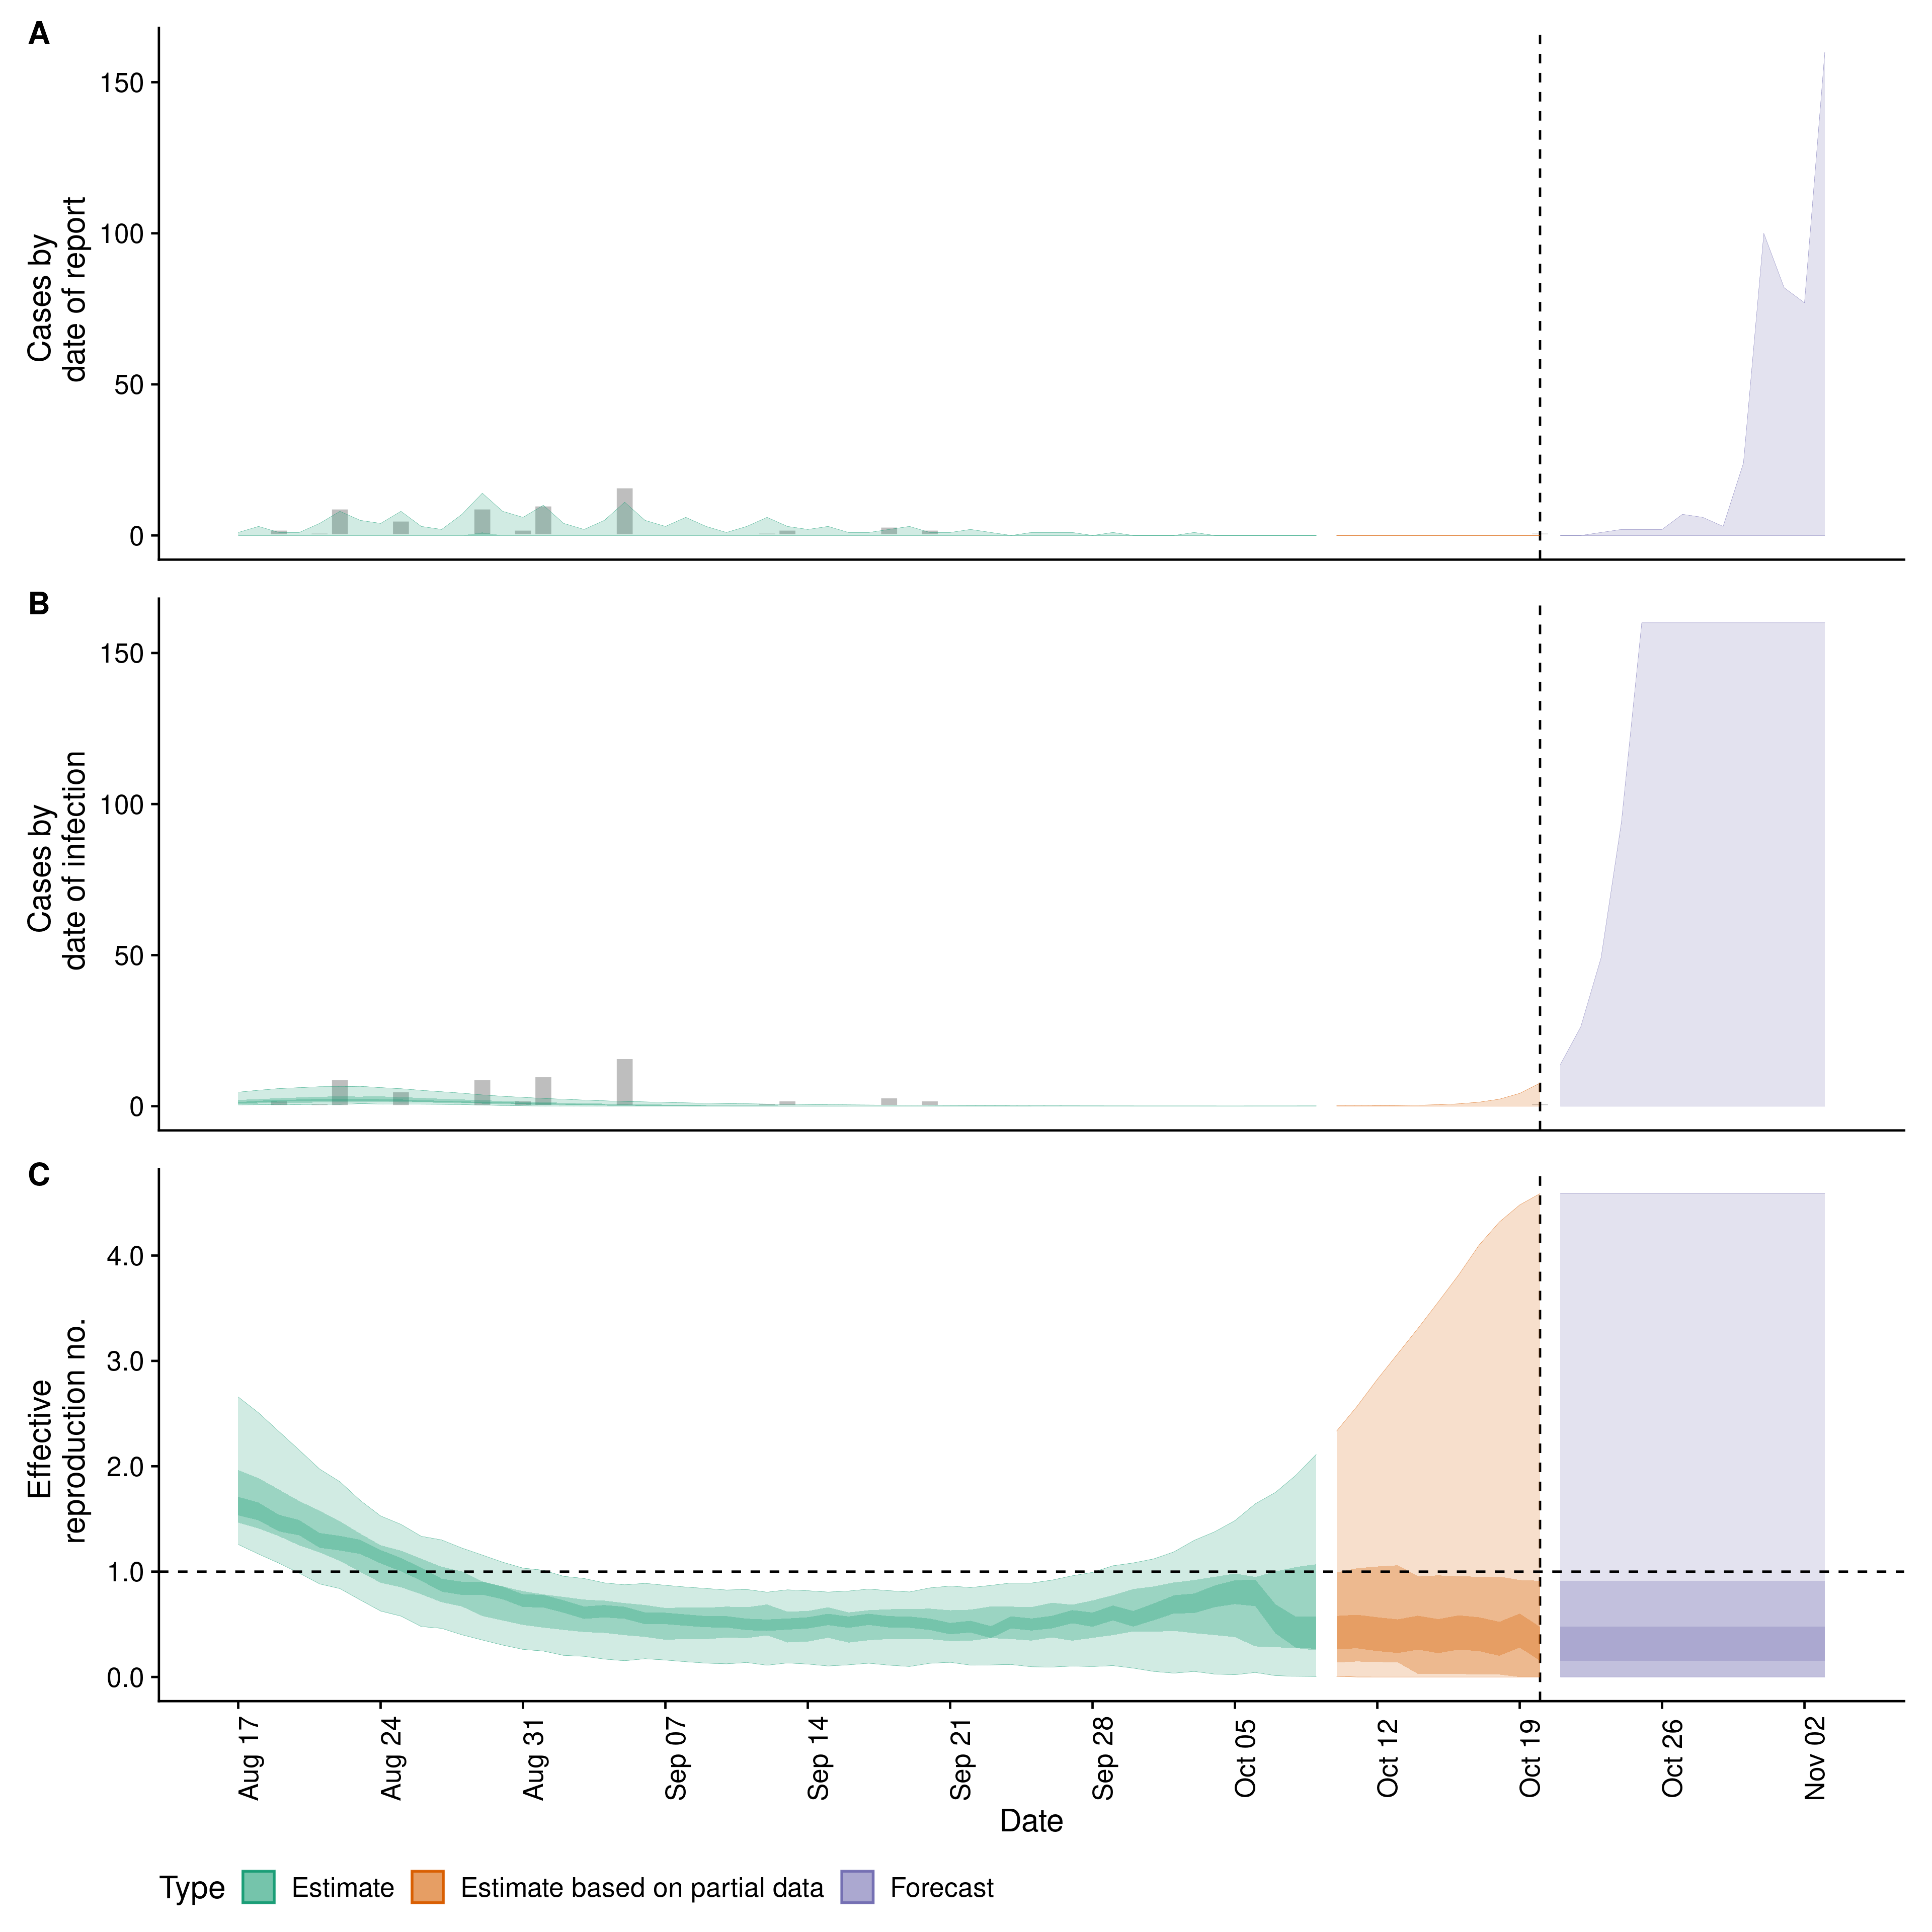 A
150
100
50
0
Cases by
date of report
B
150
100
50
0
Cases by
date of infection
C
4.0
3.0
2.0
1.0
0.0
Effective
reproduction no.
Aug 17
Aug 24
Aug 31
Sep 07
Sep 14
Sep 21
Sep 28
Oct 05
Oct 12
Oct 19
Oct 26
Nov 02
Date
Type Estimate Estimate based on partial data Forecast